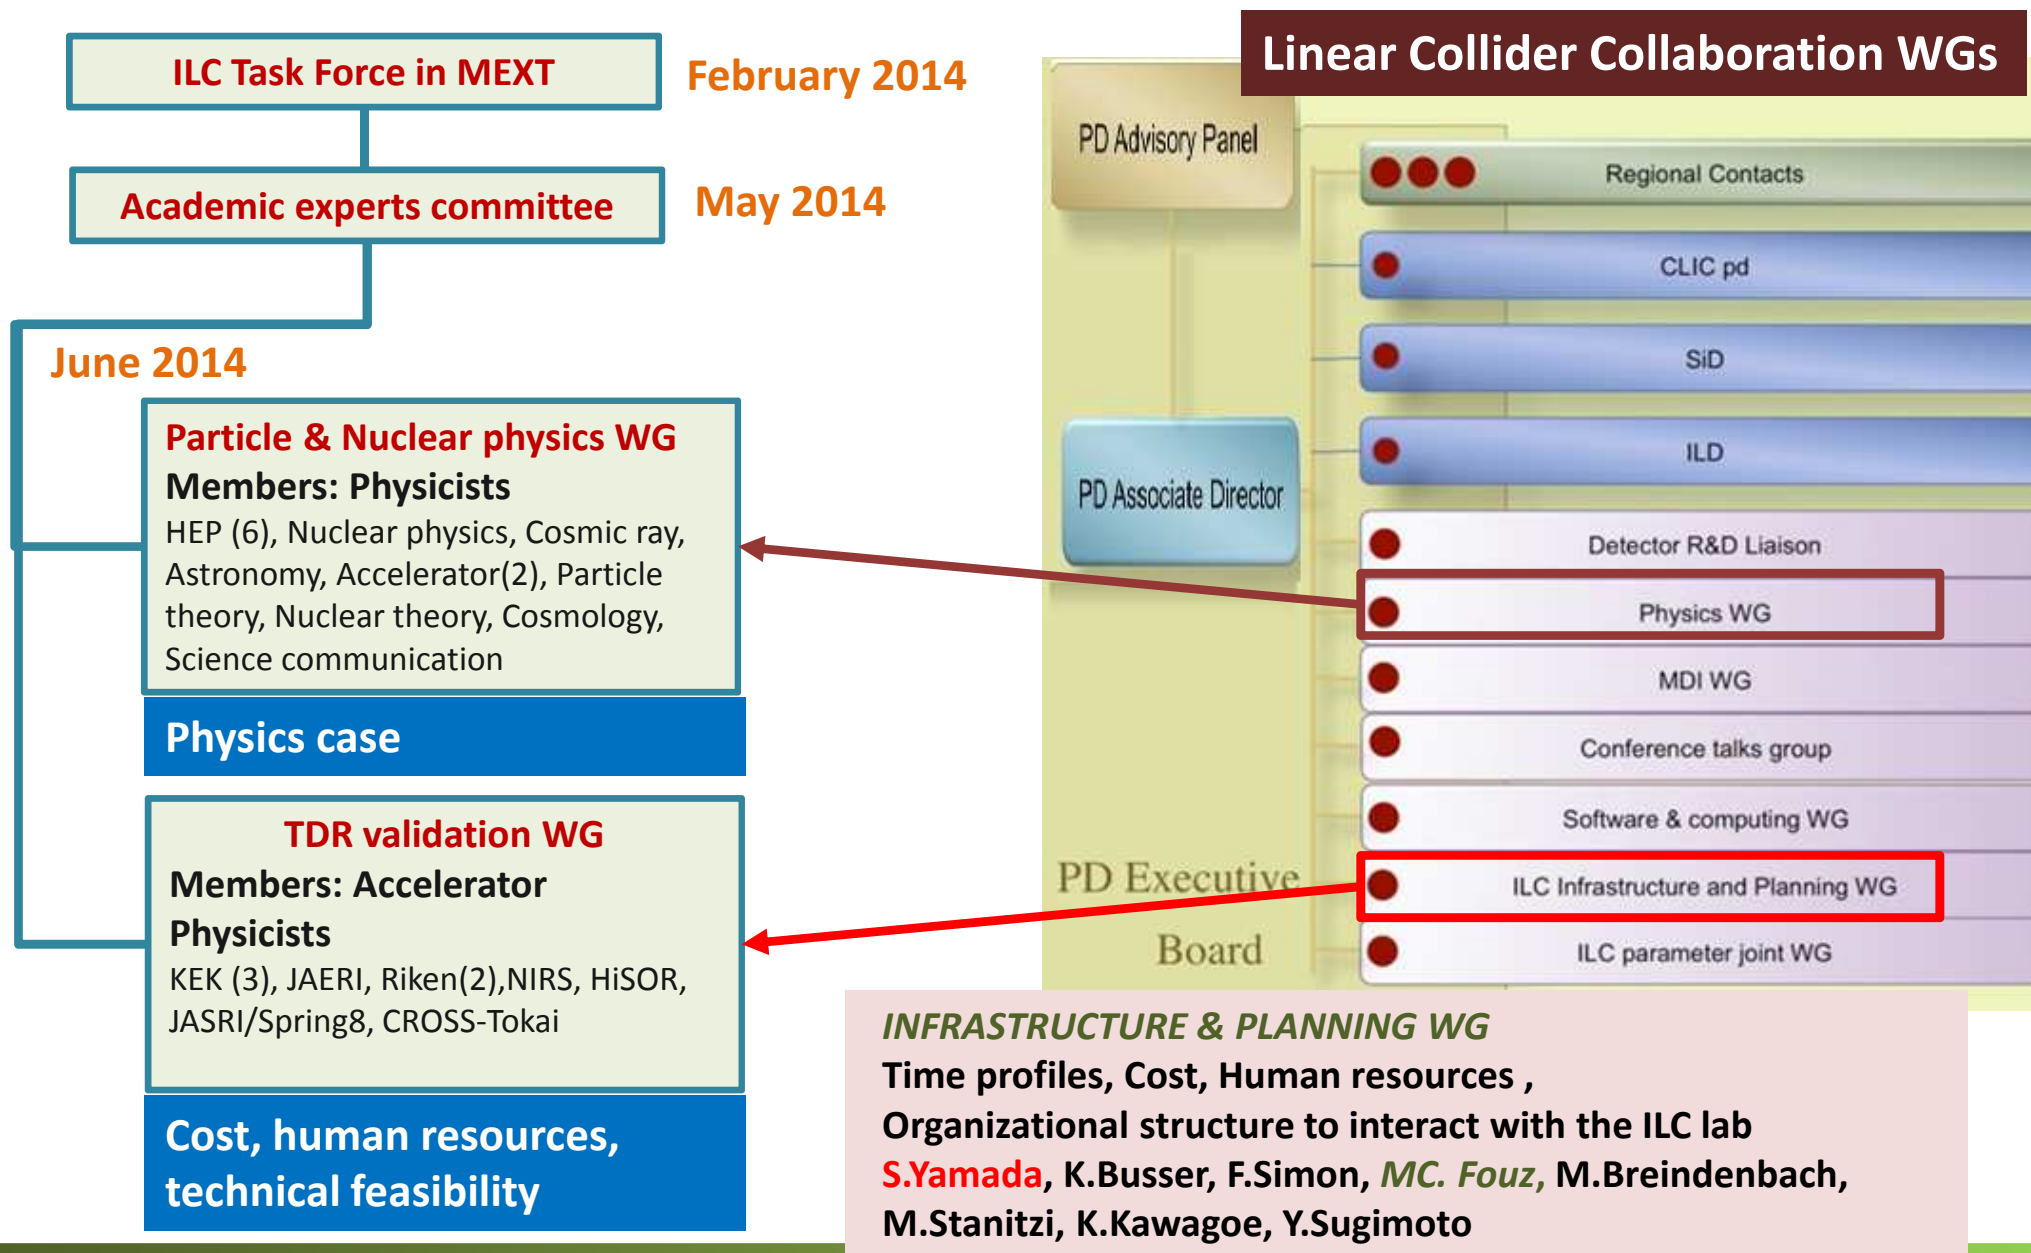 Linear Collider Collaboration WGs
ILC Task Force in MEXT
February 2014
Academic experts committee
May 2014
June 2014
Particle & Nuclear physics WG
Members: Physicists
HEP (6), Nuclear physics, Cosmic ray,
Astronomy, Accelerator(2), Particle
theory, Nuclear theory, Cosmology,
Science communication
Physics case
TDR validation WG
Members: Accelerator
Physicists
KEK (3), JAERI, Riken(2),NIRS, HiSOR,
JASRI/Spring8, CROSS-Tokai
Cost, human resources,
technical feasibility
PD Advisory Panel
PD Associate Director
PD Executive
Board
Regional Contacts
CLIC pd
SiD
ILD
Detector R&D Liaison
Physics WG
MDI WG
Conference talks group
Software & computing WG
ILC Infrastructure and Planning WG
ILC parameter joint WG
INFRASTRUCTURE & PLANNING WG
Time profiles, Cost, Human resources ,
Organizational structure to interact with the ILC lab
S.Yamada, K.Busser, F.Simon, MC. Fouz, M.Breindenbach,
M.Stanitzi, K.Kawagoe, Y.Sugimoto